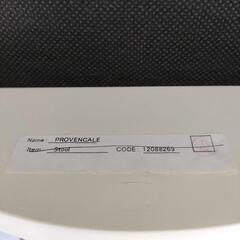 Name: PROVENCALE
Item: Stool CODE: 12088269